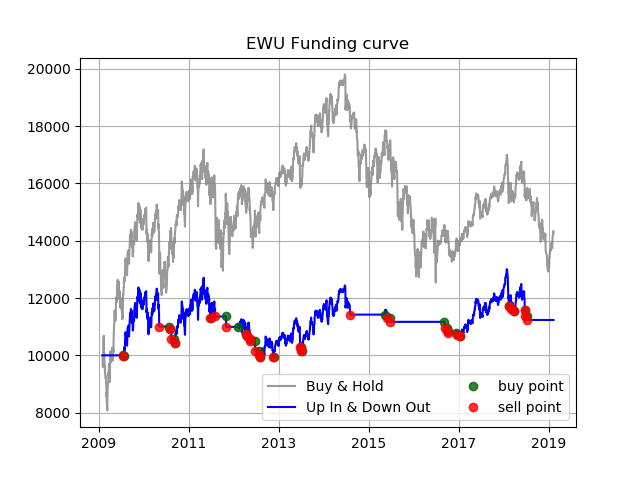 EWU Funding curve
20000
18000
16000
14000
12000
10000
8000
Buy & Hold
Up In & Down Out
buy point
sell point
2009
2011
2013
2015
2017
2019